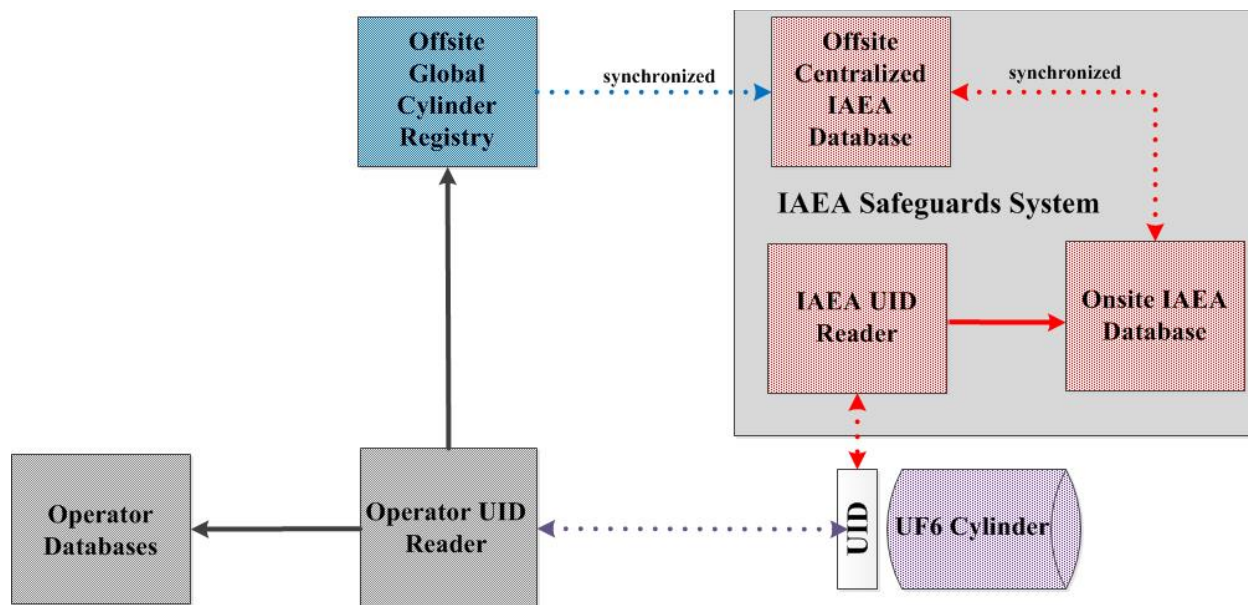 Offsite
Global
Cylinder
Registry
synchronized
Offsite
Centralized
IAEA
Database
synchronized
IAEA Safeguards System
IAEA UID
Reader
Onsite IAEA
Database
Operator
Databases
Operator UID
Reader
UID
UF6 Cylinder